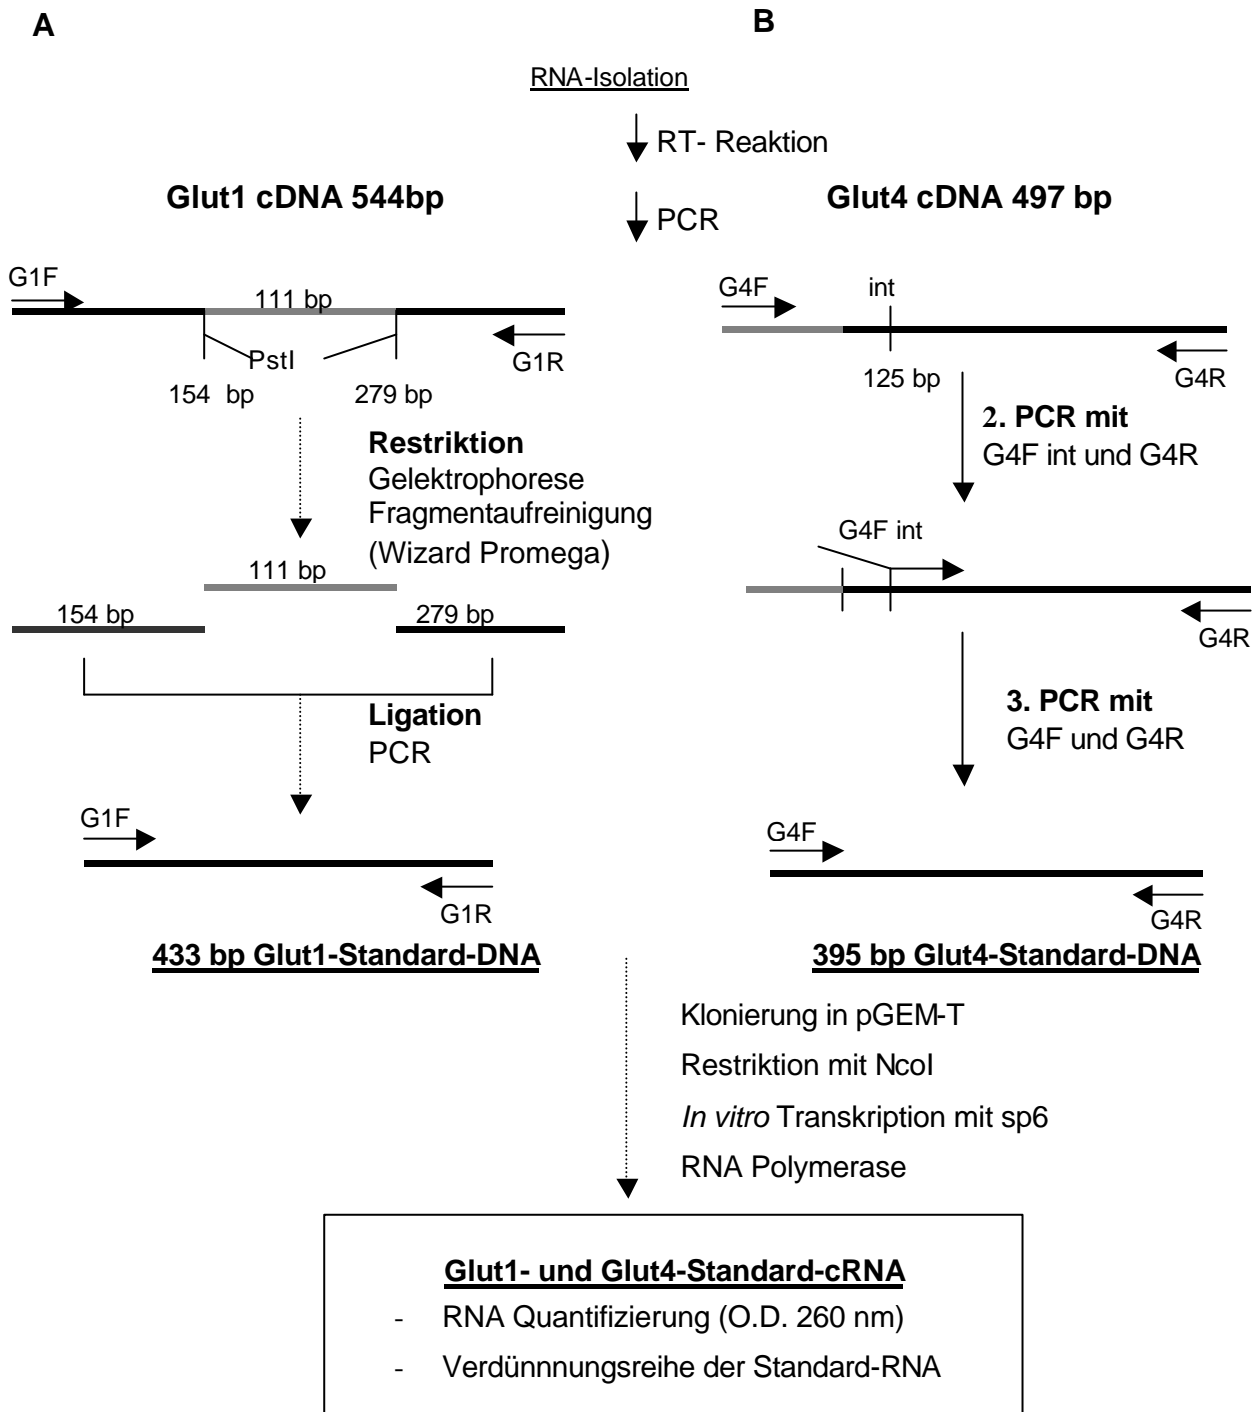 A
B
RNA-Isolation
RT- Reaktion
Glut1 cDNA 544bp
Glut4 cDNA 497 bp
PCR
G1F
111 bp
PstI
G1R
154 bp
279 bp
G4F
int
125 bp
G4R
Restriktion
Gelektrophorese
Fragmentaufreinigung
(Wizard Promega)
2. PCR mit
G4F int und G4R
111 bp
154 bp
279 bp
G4F int
G4R
Ligation
PCR
3. PCR mit
G4F und G4R
G1F
G1R
433 bp Glut1-Standard-DNA
G4F
G4R
395 bp Glut4-Standard-DNA
Klonierung in pGEM-T
Restriktion mit NcoI
In vitro Transkription mit sp6
RNA Polymerase
Glut1- und Glut4-Standard-cRNA
- RNA Quantifizierung (O.D. 260 nm)
- Verdünnnungsreihe der Standard-RNA